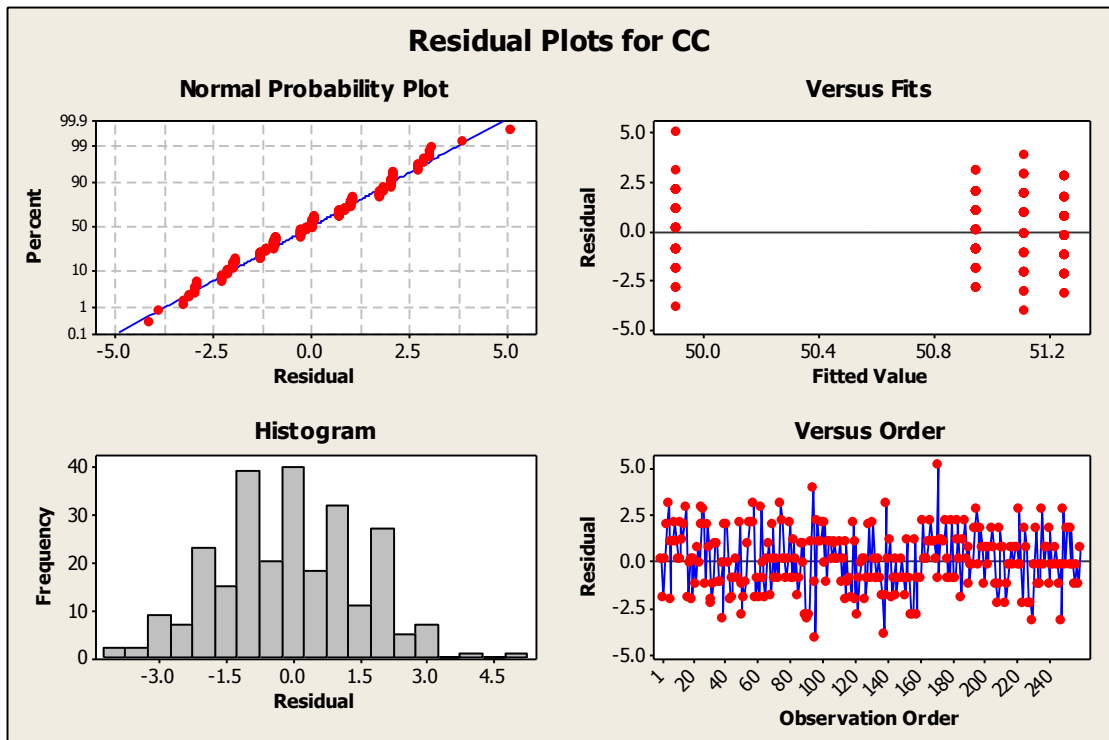 Residual Plots for CC
Normal Probability Plot
Percent
99.9
99
90
50
10
1
0.1
-5.0 -2.5 0.0 2.5 5.0
Residual
Versus Fits
Residual
5.0
2.5
0.0
-2.5
-5.0
50.0 50.4 50.8 51.2
Fitted Value
Histogram
Frequency
40
30
20
10
0
-3.0 -1.5 0.0 1.5 3.0 4.5
Residual
Versus Order
Residual
5.0
2.5
0.0
-2.5
-5.0
1 20 40 60 80 100 120 140 160 180 200 220 240
Observation Order